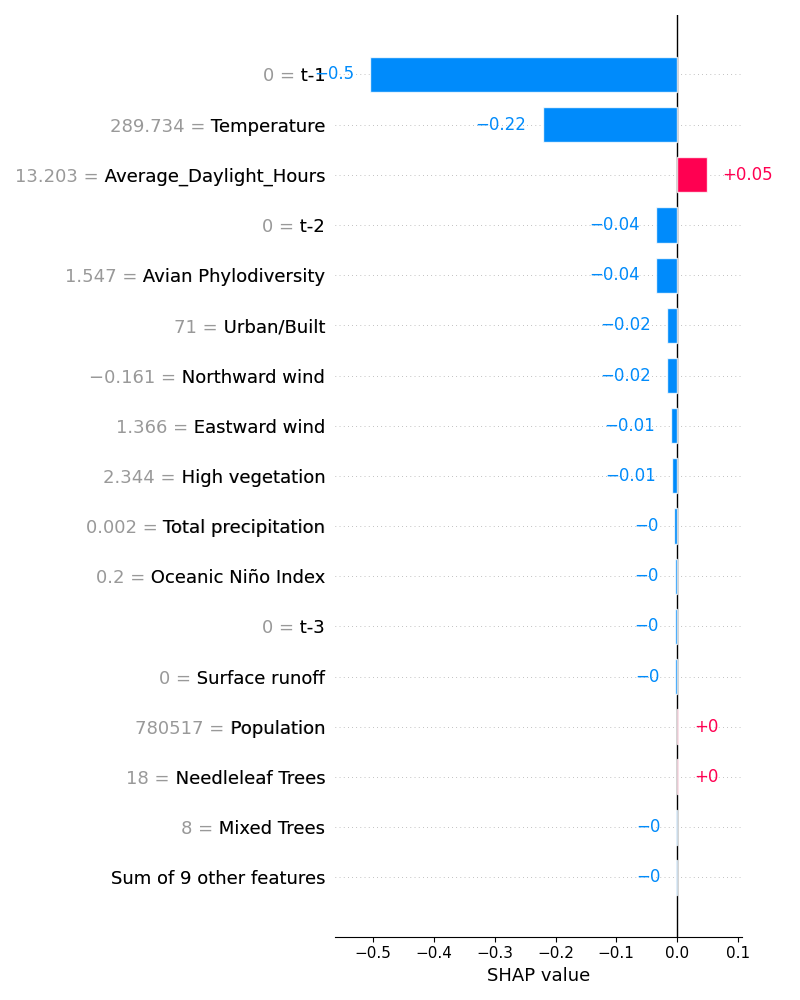 0 = t-1 −0.5
289.734 = Temperature −0.22
13.203 = Average_Daylight_Hours +0.05
0 = t-2 −0.04
1.547 = Avian Phylodiversity −0.04
71 = Urban/Built −0.02
−0.161 = Northward wind −0.02
1.366 = Eastward wind −0.01
2.344 = High vegetation −0.01
0.002 = Total precipitation −0
0.2 = Oceanic Niño Index −0
0 = t-3 −0
0 = Surface runoff −0
780517 = Population +0
18 = Needleleaf Trees +0
8 = Mixed Trees −0
Sum of 9 other features −0
−0.5 −0.4 −0.3 −0.2 −0.1 0.0 0.1
SHAP value